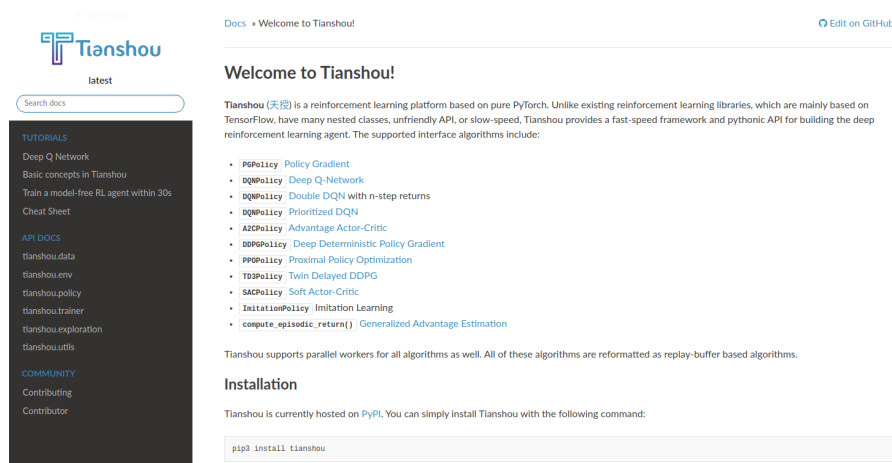 Tianshou
latest
Search docs
TUTORIALS
Deep Q Network
Basic concepts in Tianshou
Train a model-free RL agent within 30s
Cheat Sheet
API DOCS
tianshou.data
tianshou.env
tianshou.policy
tianshou.trainer
tianshou.exploration
tianshou.utils
COMMUNITY
Contributing
Contributor
Docs » Welcome to Tianshou!
Edit on GitHub
Welcome to Tianshou!
Tianshou (天授) is a reinforcement learning platform based on pure PyTorch. Unlike existing reinforcement learning libraries, which are mainly based on
TensorFlow, have many nested classes, unfriendly API, or slow-speed, Tianshou provides a fast-speed framework and pythonic API for building the deep
reinforcement learning agent. The supported interface algorithms include:
• PGPolicy Policy Gradient
• DQNPolicy Deep Q-Network
• DQNPolicy Double DQN with n-step returns
• DQNPolicy Prioritized DQN
• A2CPolicy Advantage Actor-Critic
• DDPGPolicy Deep Deterministic Policy Gradient
• PPOPolicy Proximal Policy Optimization
• TD3Policy Twin Delayed DDPG
• SACPolicy Soft Actor-Critic
• ImitationPolicy Imitation Learning
• compute_episodic_return() Generalized Advantage Estimation
Tianshou supports parallel workers for all algorithms as well. All of these algorithms are reformatted as replay-buffer based algorithms.
Installation
Tianshou is currently hosted on PyPI. You can simply install Tianshou with the following command:
pip3 install tianshou